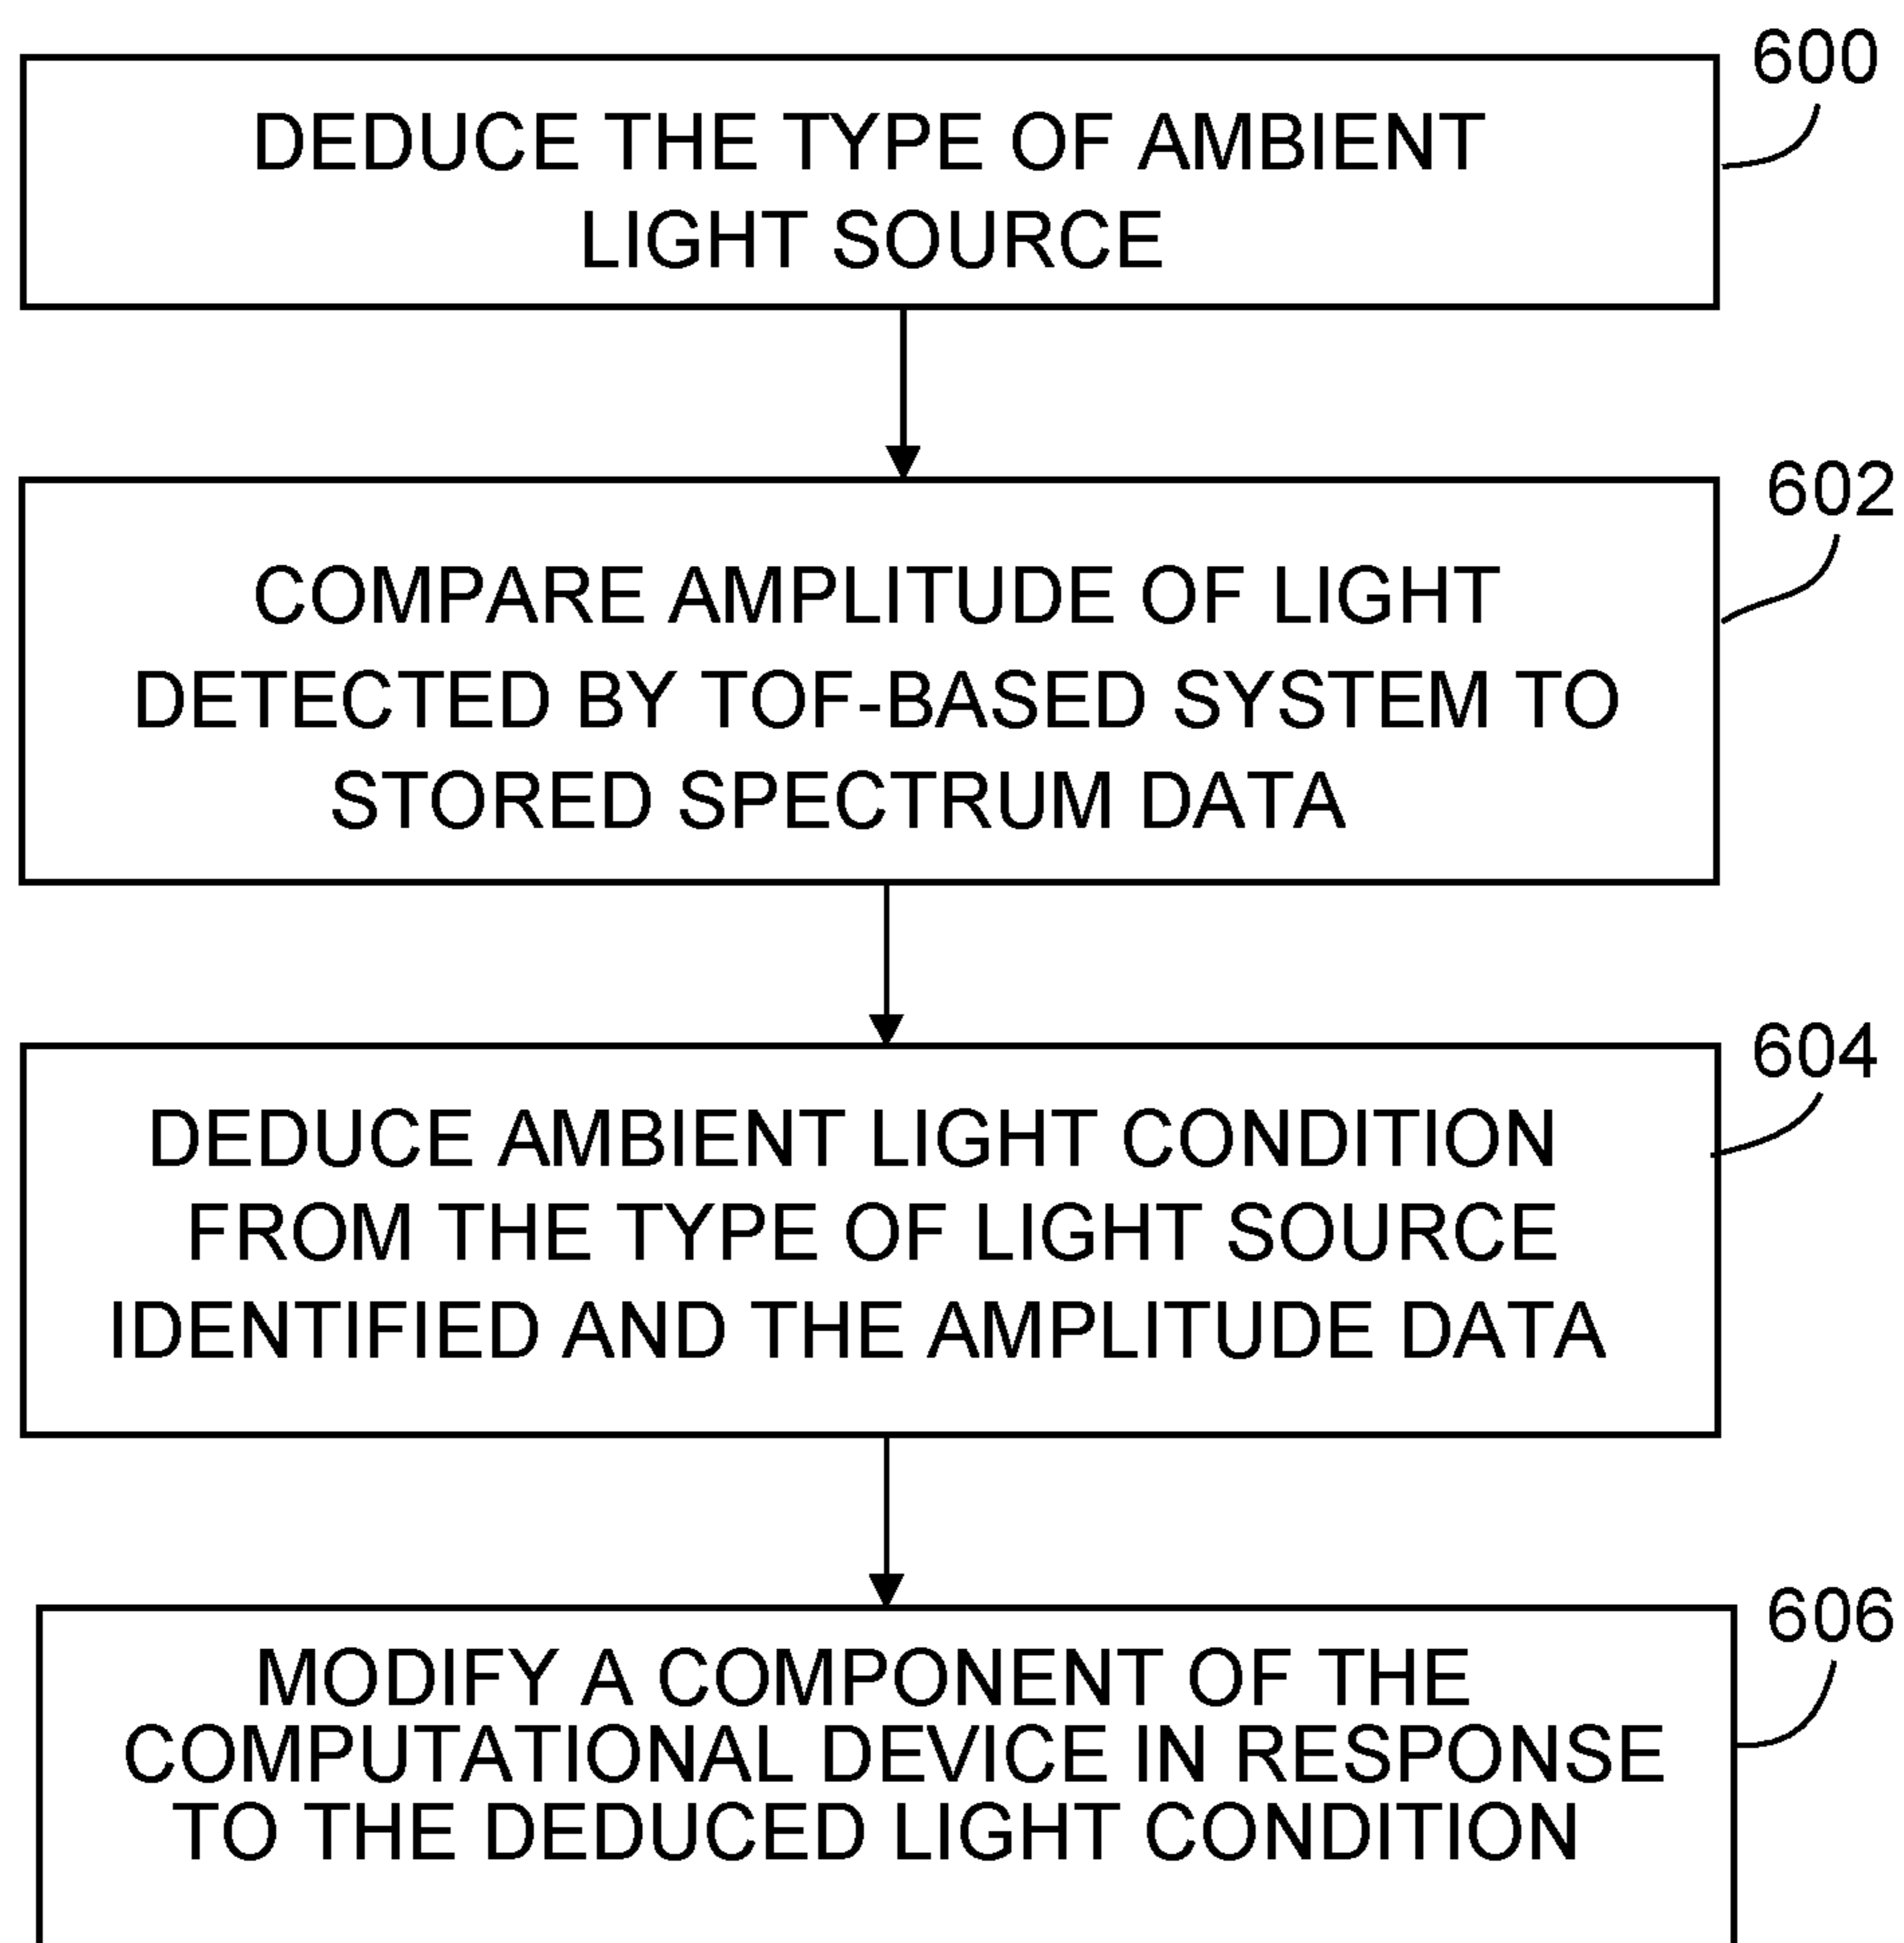 600
DEDUCE THE TYPE OF AMBIENT
LIGHT SOURCE
602
COMPARE AMPLITUDE OF LIGHT
DETECTED BY TOF-BASED SYSTEM TO
STORED SPECTRUM DATA
604
DEDUCE AMBIENT LIGHT CONDITION
FROM THE TYPE OF LIGHT SOURCE
IDENTIFIED AND THE AMPLITUDE DATA
606
MODIFY A COMPONENT OF THE
COMPUTATIONAL DEVICE IN RESPONSE
TO THE DEDUCED LIGHT CONDITION